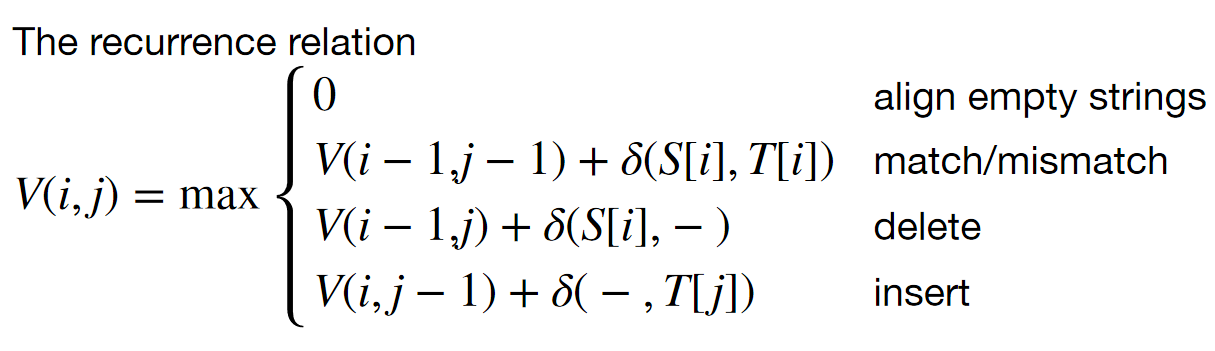 The recurrence relation
0 align empty strings
V(i − 1,j − 1) + δ(S[i], T[i]) match/mismatch
V(i, j) = max
V(i − 1,j) + δ(S[i], − ) delete
V(i, j − 1) + δ( − , T[j]) insert